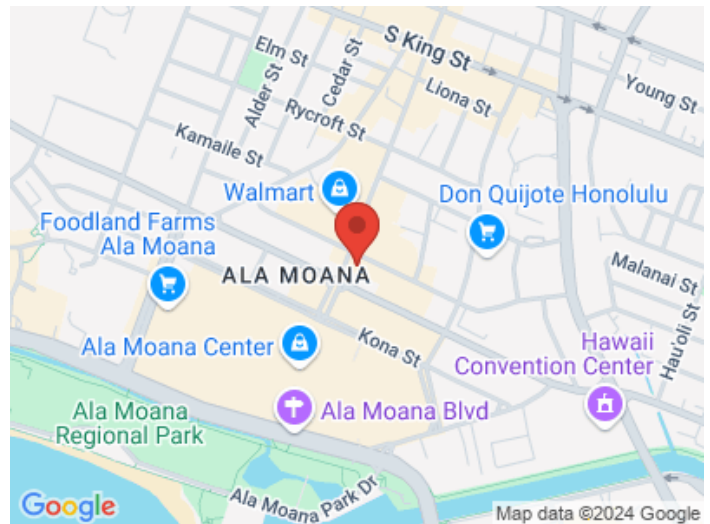 S King St
Elm St
Cedar St
Alder St
Liona St
Young St
Rycroft St
Kamaile St
Walmart
Don Quijote Honolulu
Foodland Farms
Ala Moana
ALA MOANA
Malanai St
Hau'oli St
Ala Moana Center
Kona St
Hawaii
Convention Center
Ala Moana Blvd
Ala Moana
Regional Park
Ala Moana Park Dr
Google
Map data ©2024 Google